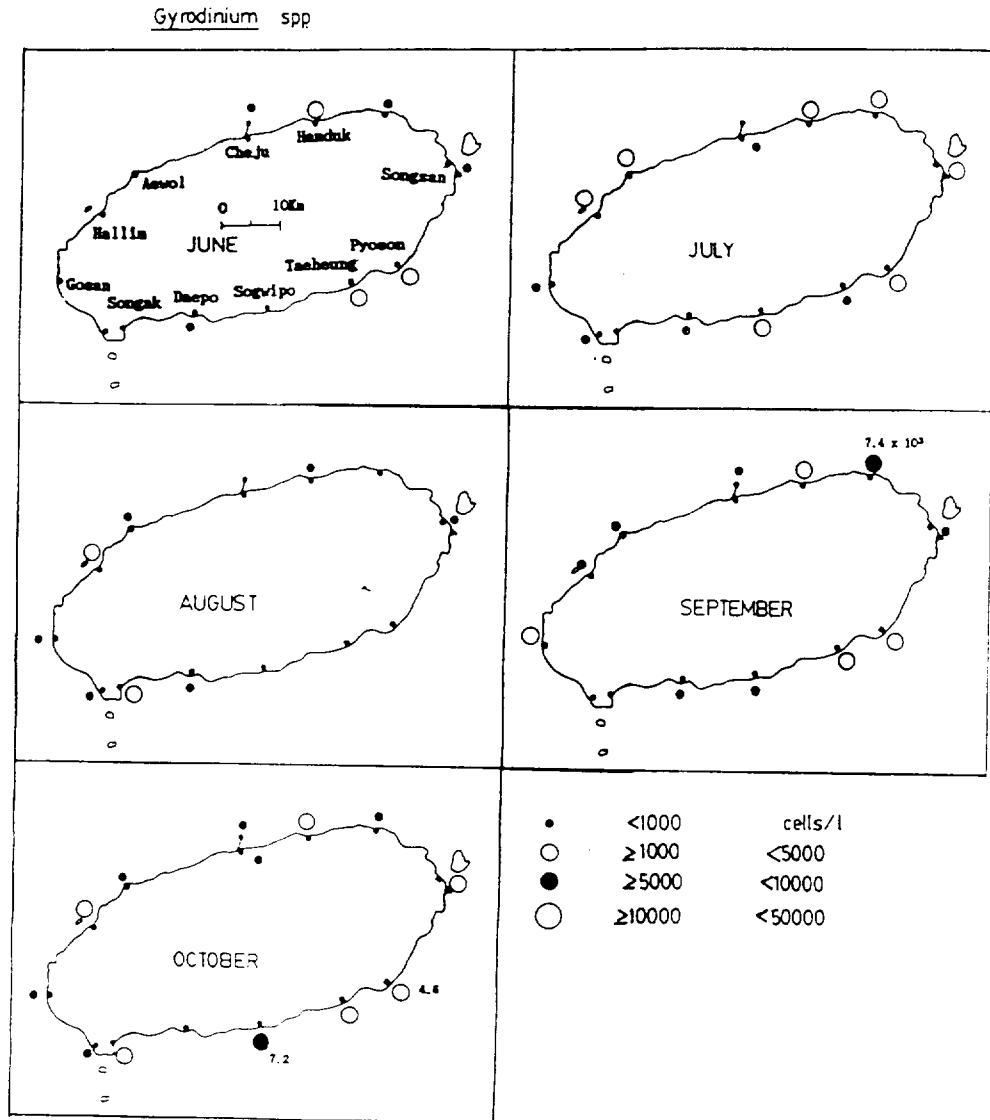 Gyrodinium spp
Cheju
Hamduk
Aewol
Songsan
0 10Km
Hallim
JUNE
Pyoson
Taeheung
Gosan
Songak
Daepo
Sogwipo
JULY
AUGUST
7.4 x 10³
SEPTEMBER
OCTOBER
4.6
7.2
<1000 cells/l
≥1000 <5000
≥5000 <10000
≥10000 <50000